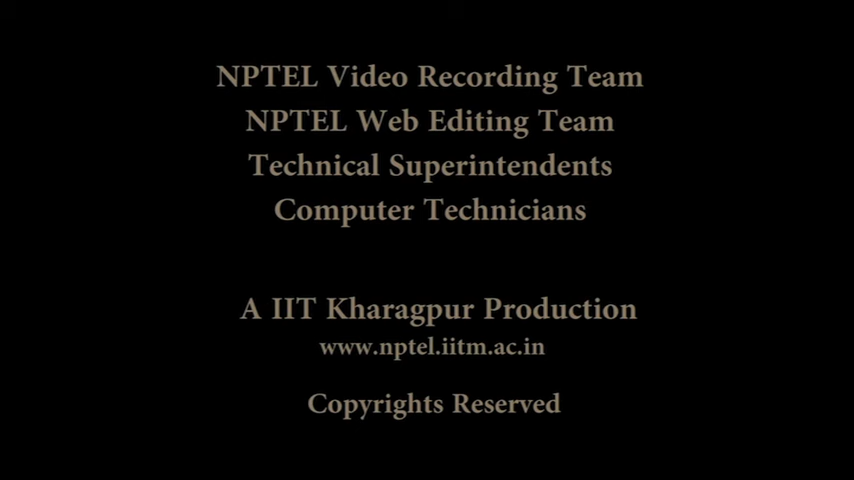 NPTEL Video Recording Team
NPTEL Web Editing Team
Technical Superintendents
Computer Technicians
A IIT Kharagpur Production
www.nptel.iitm.ac.in
Copyrights Reserved